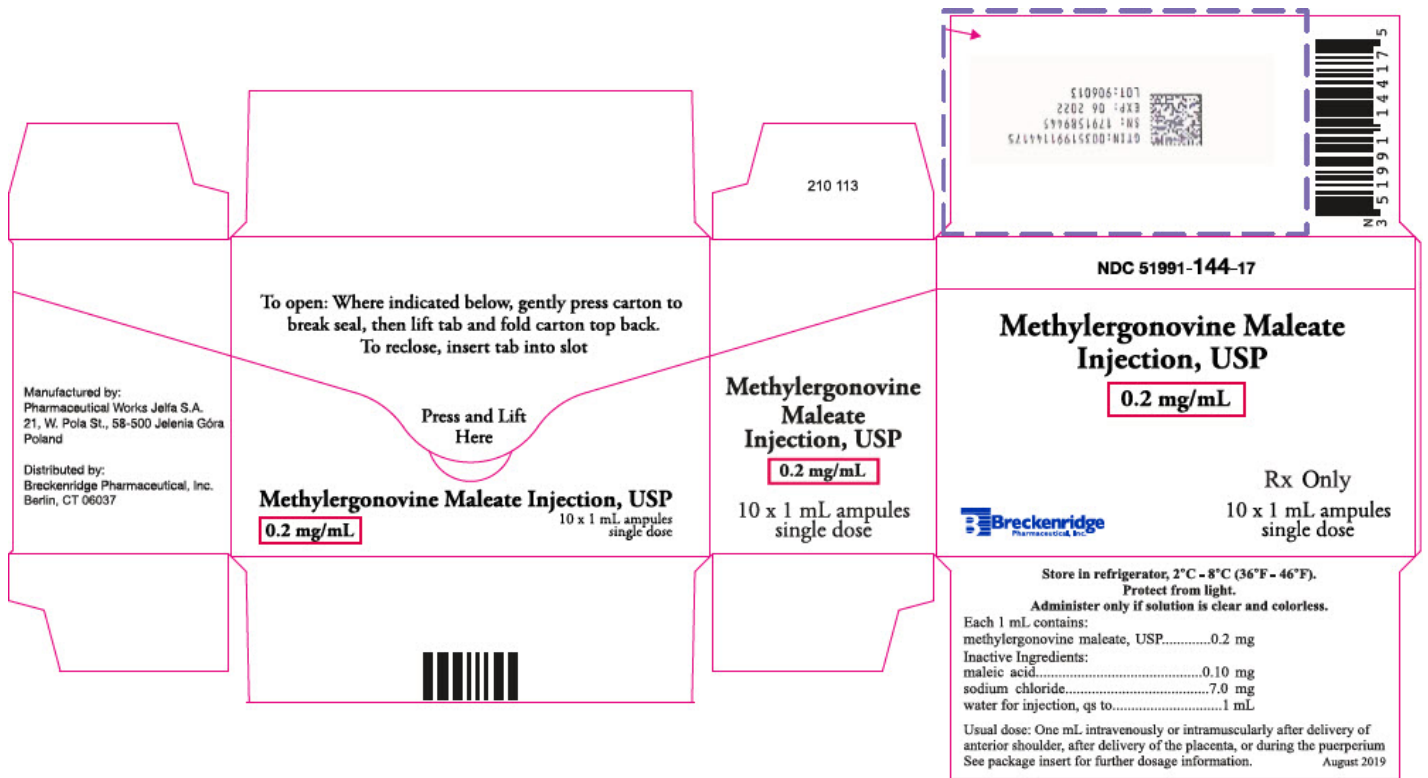 GTIN:00351991144175
SN: 1791589445
EXP: 06 2022
LOT:906013
N
3 51991 14417 5
210 113
NDC 51991-144-17
To open: Where indicated below, gently press carton to
break seal, then lift tab and fold carton top back.
To reclose, insert tab into slot
Press and Lift
Here
Methylergonovine Maleate Injection, USP
0.2 mg/mL
10 x 1 mL ampules
single dose
Manufactured by:
Pharmaceutical Works Jelfa S.A.
21, W. Pola St., 58-500 Jelenia Góra
Poland
Distributed by:
Breckenridge Pharmaceutical, Inc.
Berlin, CT 06037
Methylergonovine
Maleate
Injection, USP
0.2 mg/mL
10 x 1 mL ampules
single dose
Methylergonovine Maleate
Injection, USP
0.2 mg/mL
Rx Only
10 x 1 mL ampules
single dose
Breckenridge
Pharmaceutical, Inc.
Store in refrigerator, 2°C - 8°C (36°F - 46°F).
Protect from light.
Administer only if solution is clear and colorless.
Each 1 mL contains:
methylergonovine maleate, USP.............0.2 mg
Inactive Ingredients:
maleic acid...........................................0.10 mg
sodium chloride.....................................7.0 mg
water for injection, qs to............................1 mL
Usual dose: One mL intravenously or intramuscularly after delivery of
anterior shoulder, after delivery of the placenta, or during the puerperium
See package insert for further dosage information. August 2019